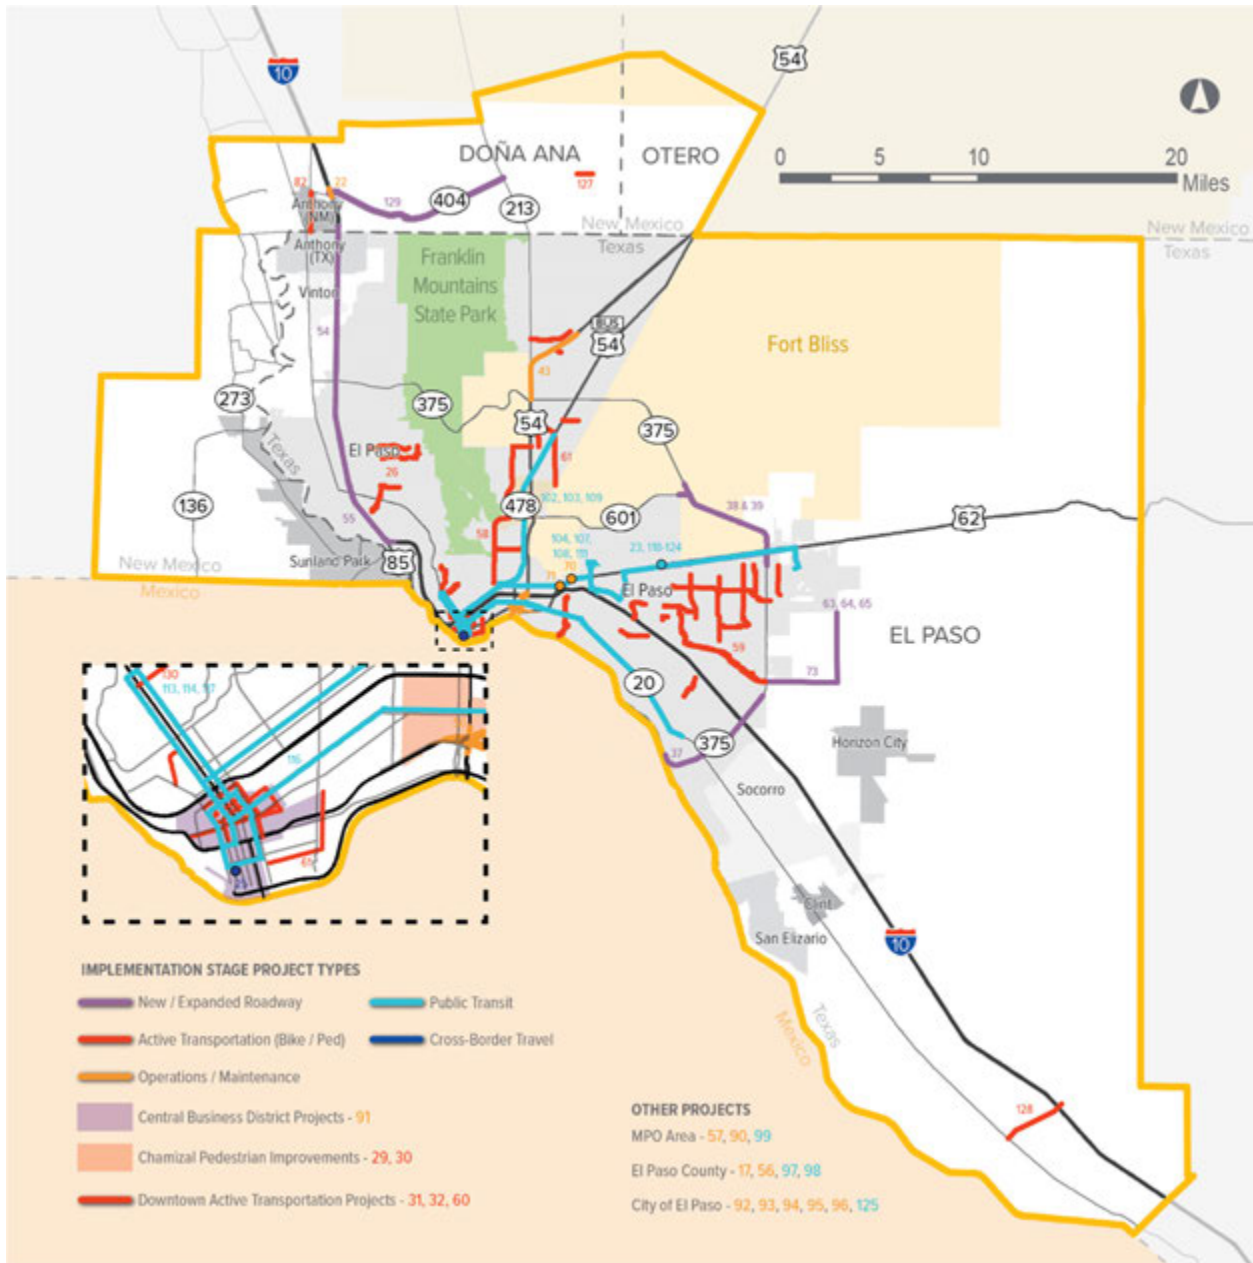 54
10
DOÑA ANA
OTERO
0
5
10
20
Miles
82
22
127
Anthony
(NM)
129
404
213
New Mexico
Texas
New Mexico
Texas
Anthony
(TX)
Vinton
Franklin
Mountains
State Park
54
BUS
54
Fort Bliss
43
273
375
54
375
Texas
El Paso
26
61
136
478
102, 103, 109
55
601
38 & 39
62
58
104, 107,
108, 111
23, 118-124
New Mexico
Mexico
Sunland Park
85
70
71
El Paso
63, 64, 65
EL PASO
59
73
20
130
113, 114, 117
116
61
375
37
Horizon City
Socorro
Clint
San Elizario
10
Texas
Mexico
128
IMPLEMENTATION STAGE PROJECT TYPES
New / Expanded Roadway
Public Transit
Active Transportation (Bike / Ped)
Cross-Border Travel
Operations / Maintenance
Central Business District Projects - 91
Chamizal Pedestrian Improvements - 29, 30
Downtown Active Transportation Projects - 31, 32, 60
OTHER PROJECTS
MPO Area - 57, 90, 99
El Paso County - 17, 56, 97, 98
City of El Paso - 92, 93, 94, 95, 96, 125